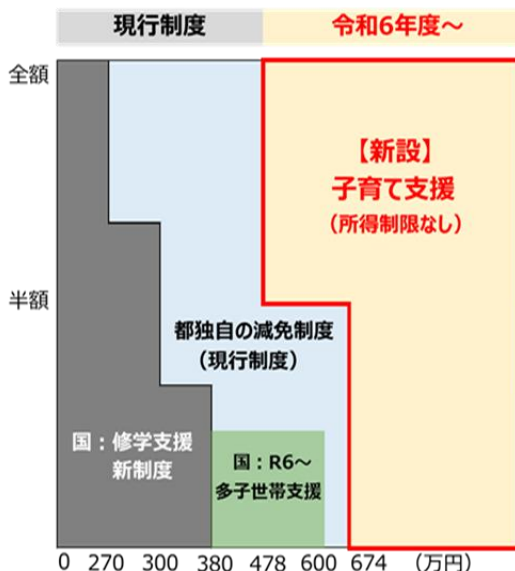 現行制度
令和6年度～
全額
【新設】
子育て支援
（所得制限なし）
半額
都独自の減免制度
（現行制度）
国：修学支援
新制度
国：R6～
多子世帯支援
0 270 300 380 478 600 674 （万円）